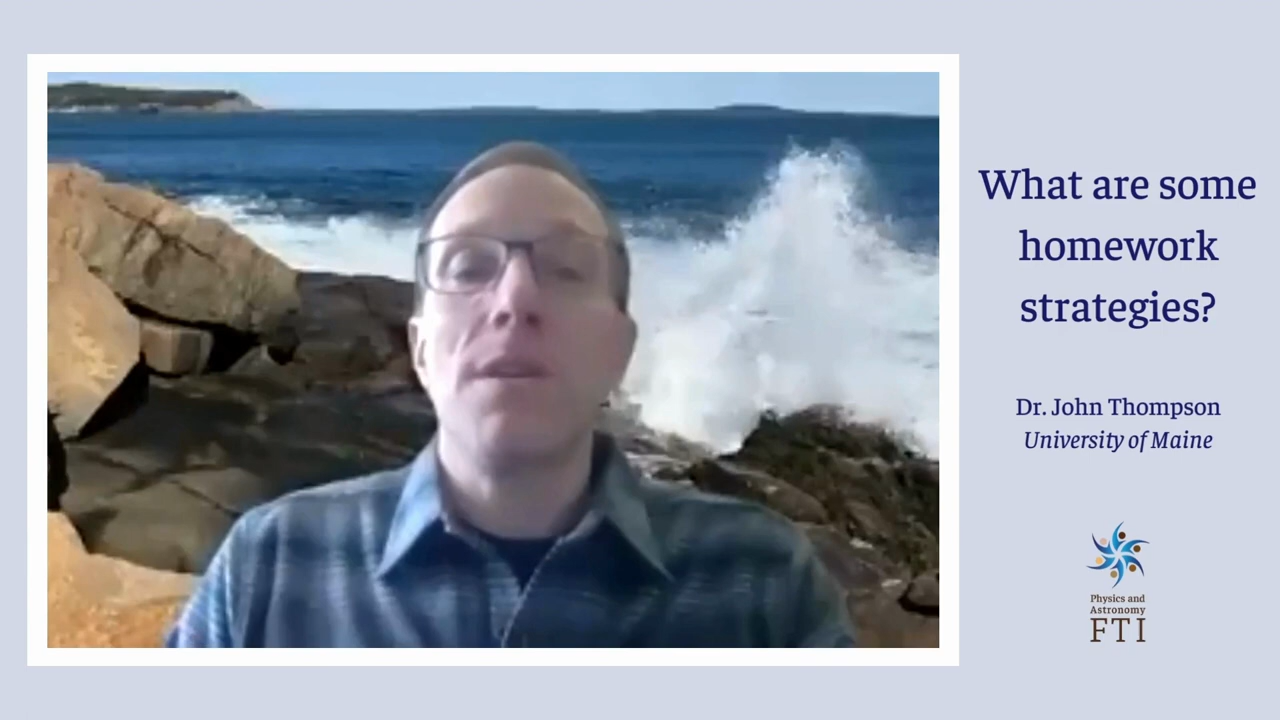 What are some
homework
strategies?
Dr. John Thompson
University of Maine
Physics and
Astronomy
FTI